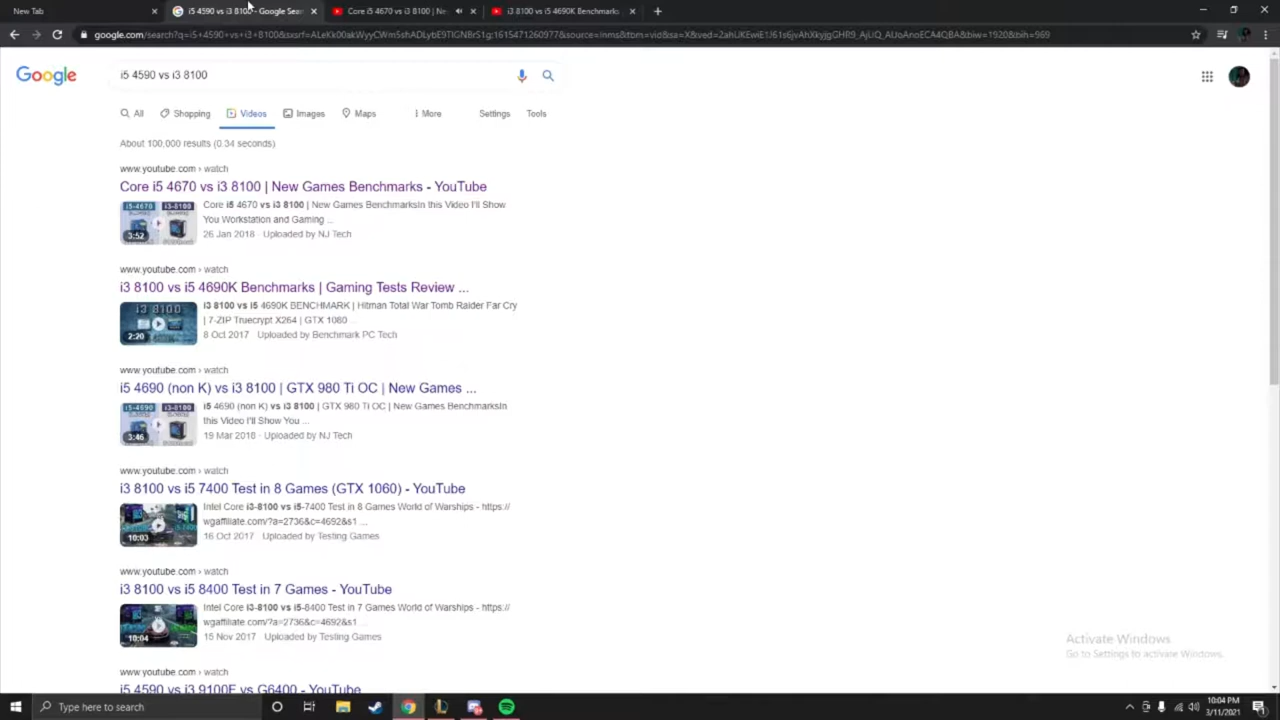 New Tab
i5 4590 vs i3 8100 - Google Sear
Core i5 4670 vs i3 8100 | Ne
i3 8100 vs i5 4690K Benchmarks
Google
i5 4590 vs i3 8100
All
Shopping
Videos
Images
Maps
More
Settings
Tools
About 100,000 results (0.34 seconds)
www.youtube.com › watch
Core i5 4670 vs i3 8100 | New Games Benchmarks - YouTube
i5-4670 i3-8100
3:52
Core i5 4670 vs i3 8100 | New Games BenchmarksIn this Video I'll Show
You Workstation and Gaming ...
26 Jan 2018 · Uploaded by NJ Tech
www.youtube.com › watch
i3 8100 vs i5 4690K Benchmarks | Gaming Tests Review ...
i3 8100
2:20
i3 8100 vs i5 4690K BENCHMARK | Hitman Total War Tomb Raider Far Cry
| 7-ZIP Truecrypt X264 | GTX 1080 ...
8 Oct 2017 · Uploaded by Benchmark PC Tech
www.youtube.com › watch
i5 4690 (non K) vs i3 8100 | GTX 980 Ti OC | New Games ...
i5-4690 i3-8100
3:46
i5 4690 (non K) vs i3 8100 | GTX 980 Ti OC | New Games BenchmarksIn
this Video I'll Show You ...
19 Mar 2018 · Uploaded by NJ Tech
www.youtube.com › watch
i3 8100 vs i5 7400 Test in 8 Games (GTX 1060) - YouTube
10:03
Intel Core i3-8100 vs i5-7400 Test in 8 Games World of Warships - https://
wgaffiliate.com/?a=2736&c=4692&s1 ...
16 Oct 2017 · Uploaded by Testing Games
www.youtube.com › watch
i3 8100 vs i5 8400 Test in 7 Games - YouTube
10:04
Intel Core i3-8100 vs i5-8400 Test in 7 Games World of Warships - https://
wgaffiliate.com/?a=2736&c=4692&s1 ...
15 Nov 2017 · Uploaded by Testing Games
www.youtube.com › watch
i5 4590 vs i3 9100F vs G6400 - YouTube
Activate Windows
Go to Settings to activate Windows.
Type here to search
10:04 PM
3/11/2021